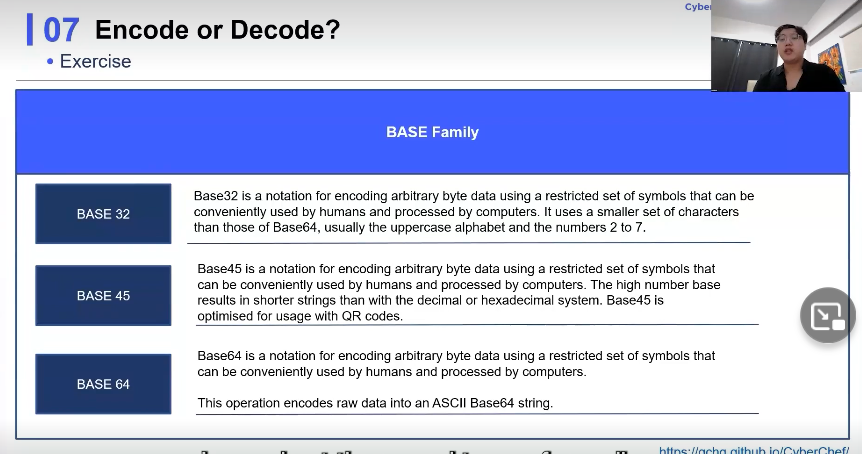 Cyber
07 Encode or Decode?
• Exercise
BASE Family
BASE 32
Base32 is a notation for encoding arbitrary byte data using a restricted set of symbols that can be
conveniently used by humans and processed by computers. It uses a smaller set of characters
than those of Base64, usually the uppercase alphabet and the numbers 2 to 7.
BASE 45
Base45 is a notation for encoding arbitrary byte data using a restricted set of symbols that
can be conveniently used by humans and processed by computers. The high number base
results in shorter strings than with the decimal or hexadecimal system. Base45 is
optimised for usage with QR codes.
BASE 64
Base64 is a notation for encoding arbitrary byte data using a restricted set of symbols that
can be conveniently used by humans and processed by computers.
This operation encodes raw data into an ASCII Base64 string.
https://gchq.github.io/CyberChef/